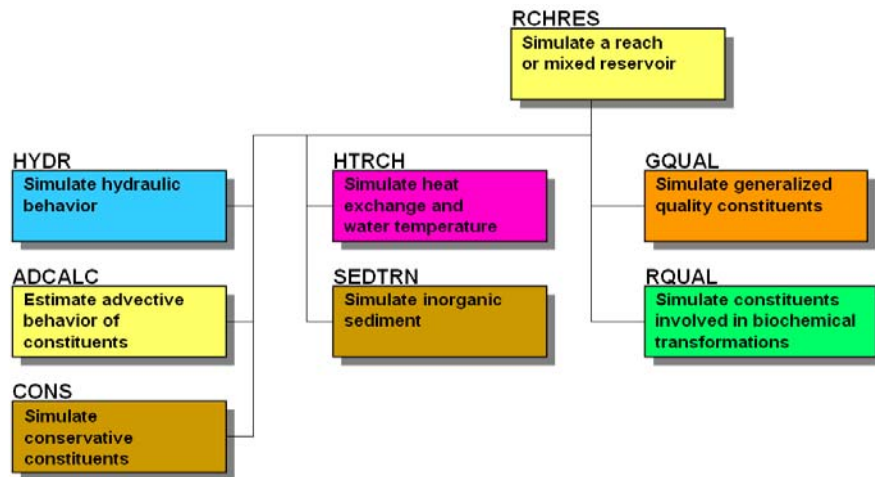 RCHRES
Simulate a reach
or mixed reservoir
HYDR
Simulate hydraulic
behavior
HTRCH
Simulate heat
exchange and
water temperature
GQUAL
Simulate generalized
quality constituents
ADCALC
Estimate advective
behavior of
constituents
SEDTRN
Simulate inorganic
sediment
RQUAL
Simulate constituents
involved in biochemical
transformations
CONS
Simulate
conservative
constituents